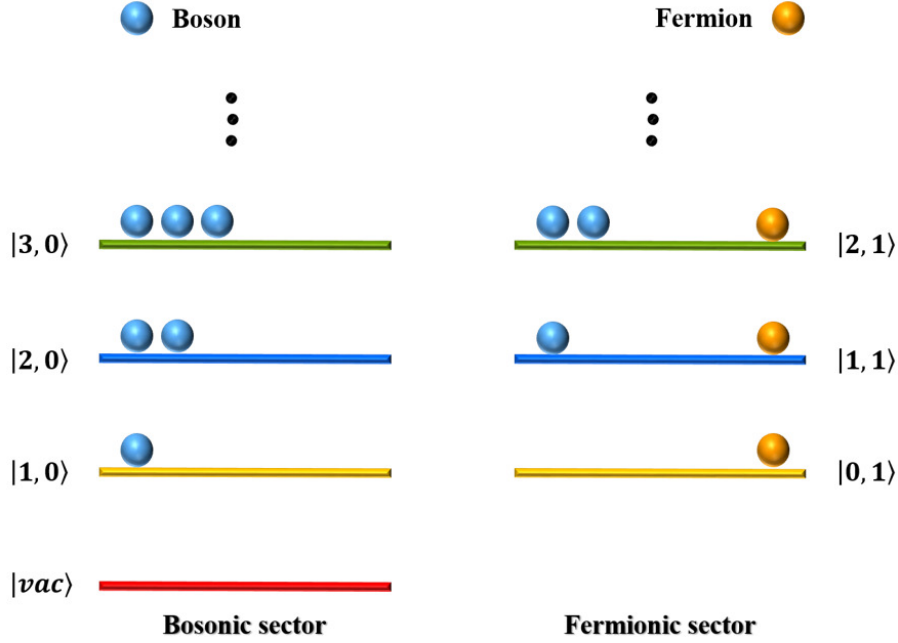 Boson Fermion
|3, 0⟩ |2, 1⟩
|2, 0⟩ |1, 1⟩
|1, 0⟩ |0, 1⟩
|vac⟩
Bosonic sector Fermionic sector